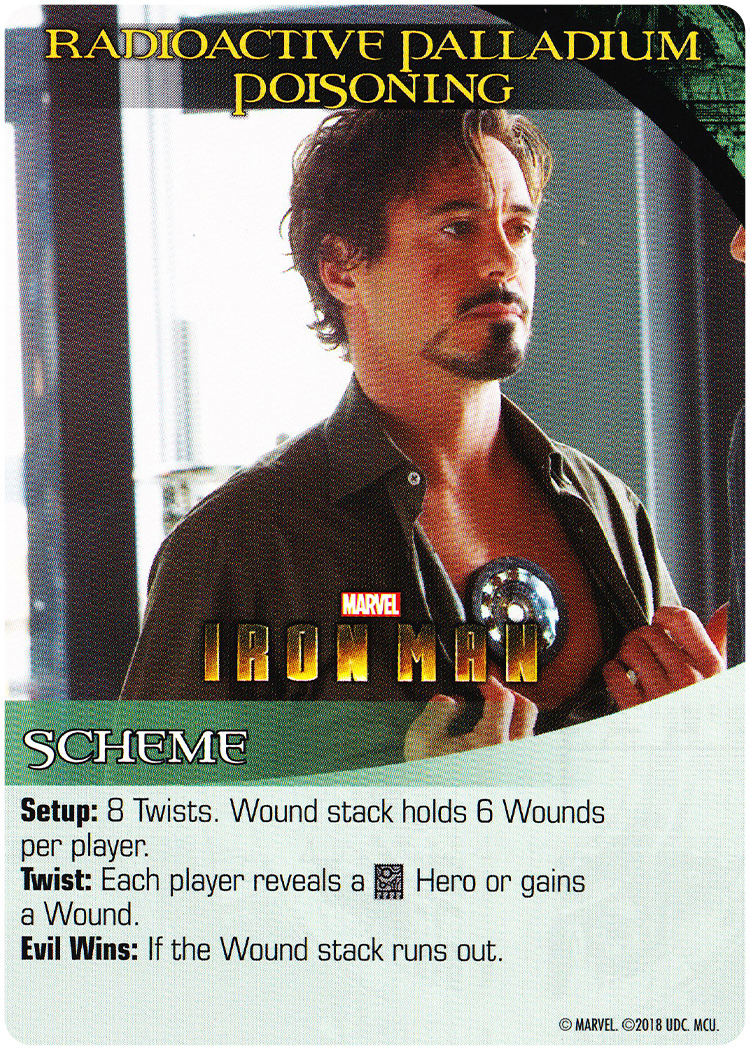 RADIOACTIVE PALLADIUM
POISONING
MARVEL
IRON MAN
SCHEME
Setup: 8 Twists. Wound stack holds 6 Wounds
per player.
Twist: Each player reveals a Hero or gains
a Wound.
Evil Wins: If the Wound stack runs out.
© MARVEL. ©2018 UDC. MCU.